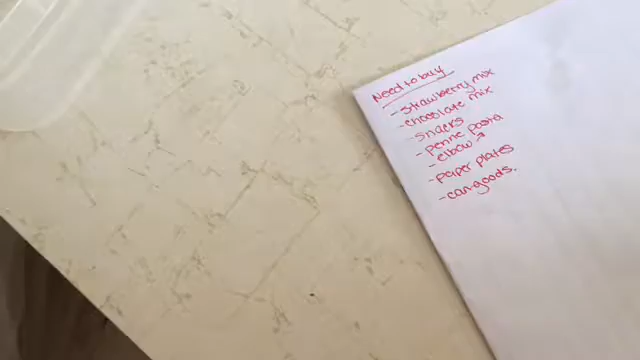 Need to buy
- strawberry mix
- chocolate mix
- snacks
- penne pasta
- elbow
- paper plates
- can goods.